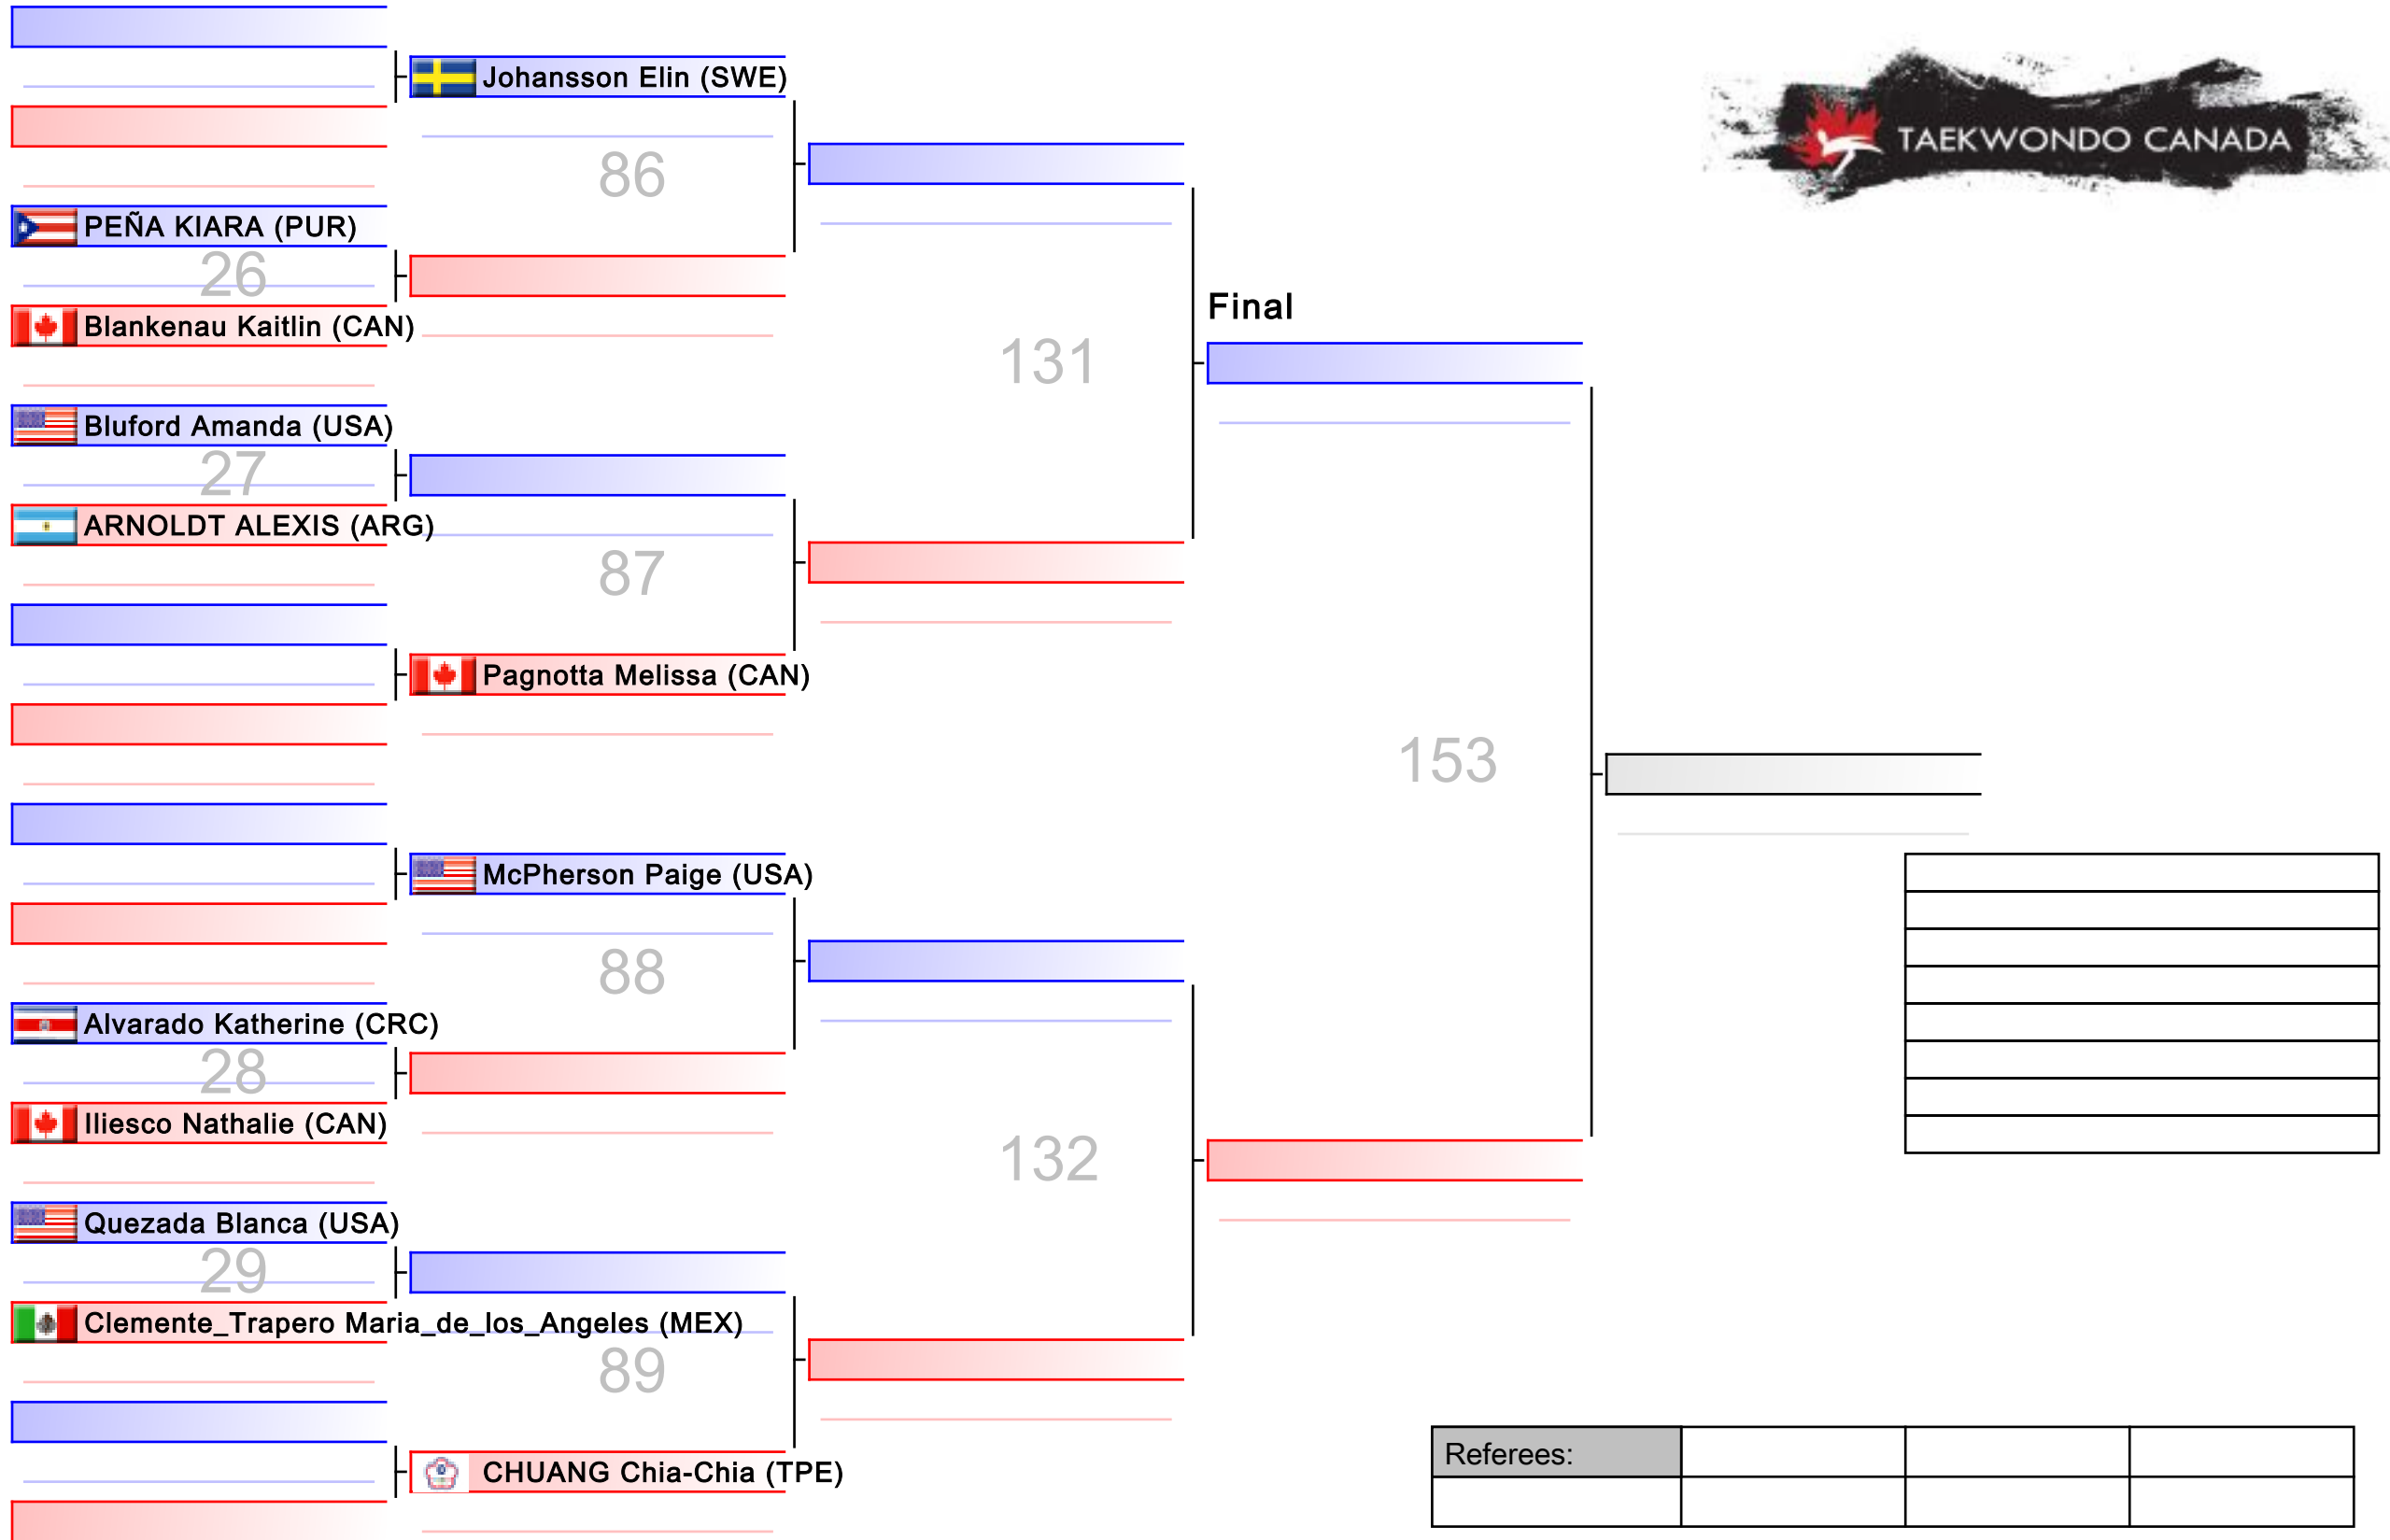 Johansson Elin (SWE)
TAEKWONDO CANADA
86
PEÑA KIARA (PUR)
26
Blankenau Kaitlin (CAN)
Final
131
Bluford Amanda (USA)
27
ARNOLDT ALEXIS (ARG)
87
Pagnotta Melissa (CAN)
153
McPherson Paige (USA)
88
Alvarado Katherine (CRC)
28
Iliesco Nathalie (CAN)
132
Quezada Blanca (USA)
29
Clemente_Trapero Maria_de_los_Angeles (MEX)
89
Referees:
CHUANG Chia-Chia (TPE)